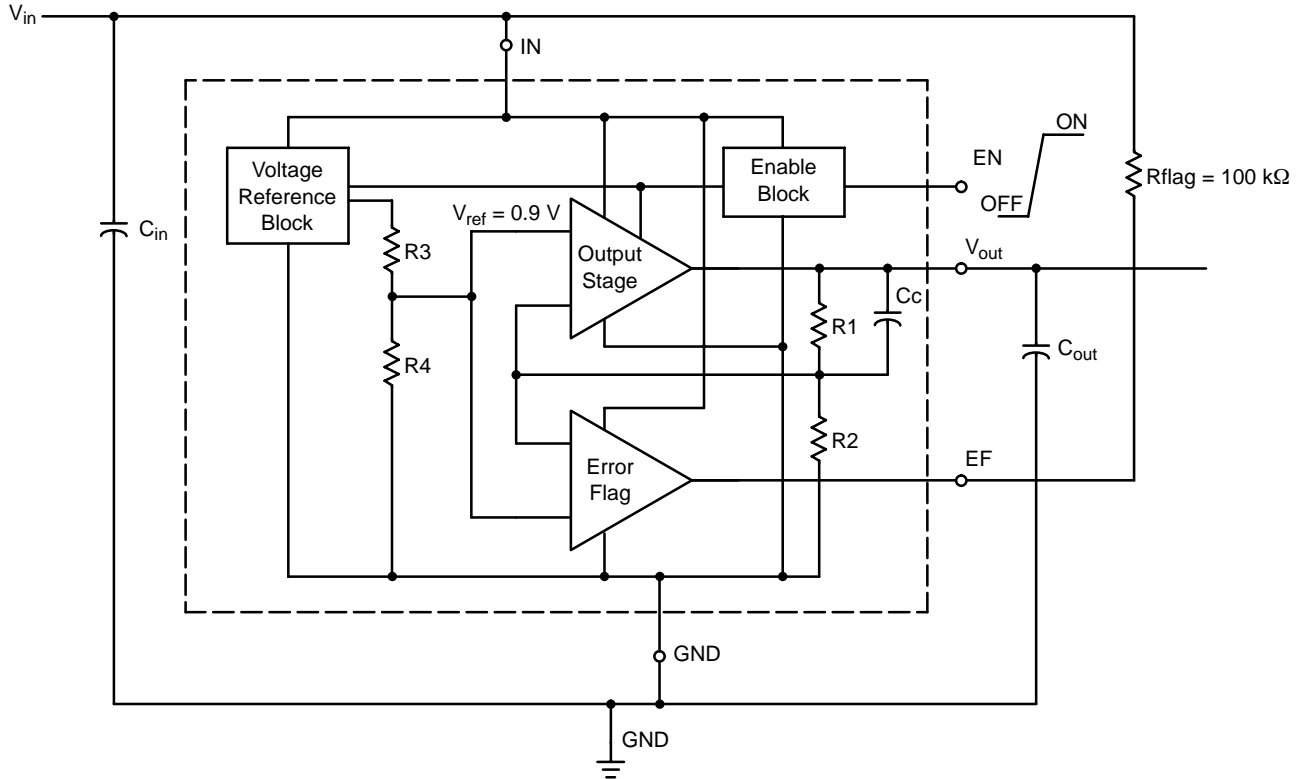 Vin
IN
ON
EN
OFF
Rflag = 100 kΩ
Voltage
Reference
Block
Enable
Block
Cin
Vref = 0.9 V
R3
Output
Stage
Vout
Cc
R1
Cout
R4
R2
Error
Flag
EF
GND
GND